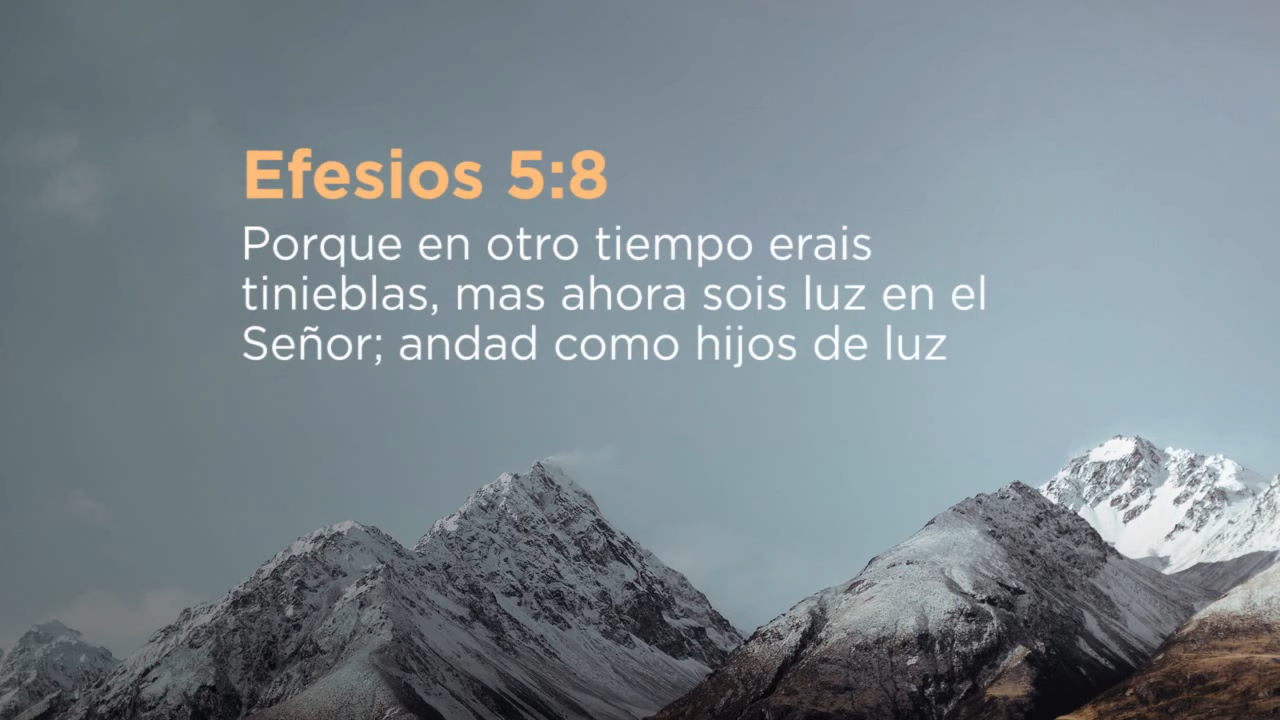 Efesios 5:8
Porque en otro tiempo erais
tinieblas, mas ahora sois luz en el
Señor; andad como hijos de luz